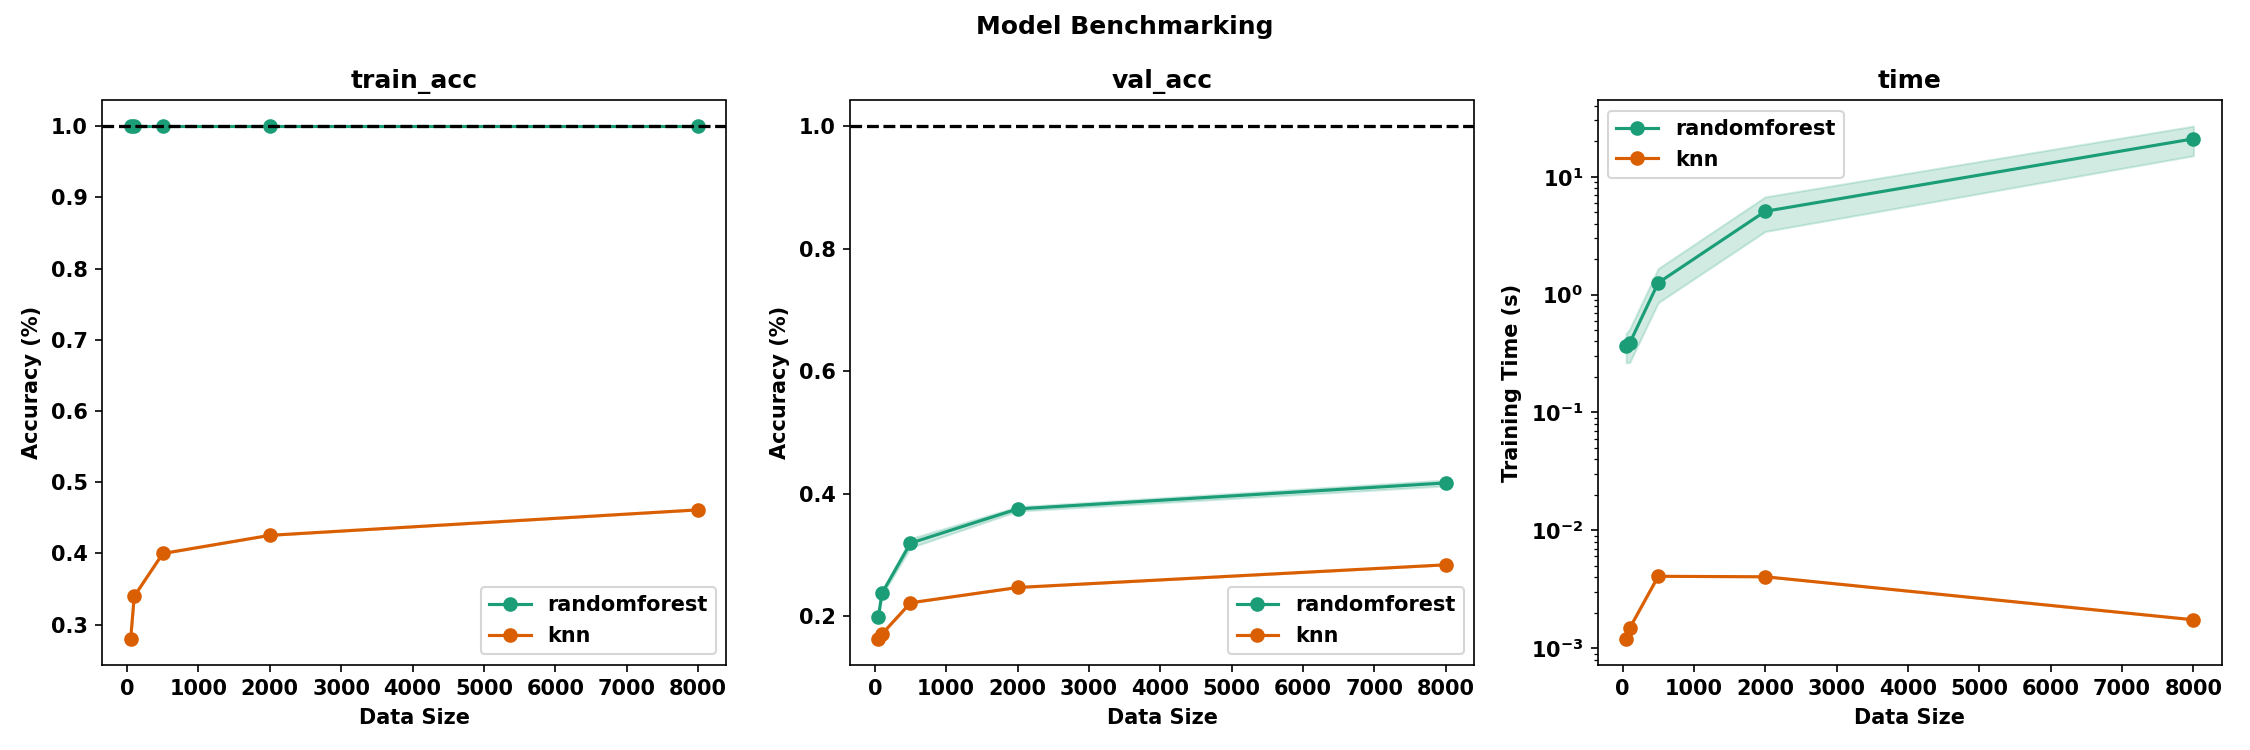 Model Benchmarking
train_acc
Accuracy (%)
1.0
0.9
0.8
0.7
0.6
0.5
0.4
0.3
randomforest
knn
0 1000 2000 3000 4000 5000 6000 7000 8000
Data Size
val_acc
Accuracy (%)
1.0
0.8
0.6
0.4
0.2
randomforest
knn
0 1000 2000 3000 4000 5000 6000 7000 8000
Data Size
time
Training Time (s)
randomforest
knn
10¹
10⁰
10⁻¹
10⁻²
10⁻³
0 1000 2000 3000 4000 5000 6000 7000 8000
Data Size